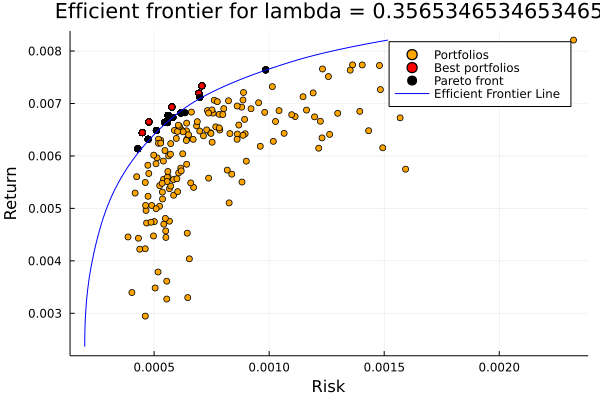 Efficient frontier for lambda = 0.3565346534653465
Portfolios
Best portfolios
Pareto front
Efficient Frontier Line
0.008
0.007
0.006
0.005
0.004
0.003
Return
0.0005
0.0010
0.0015
0.0020
Risk